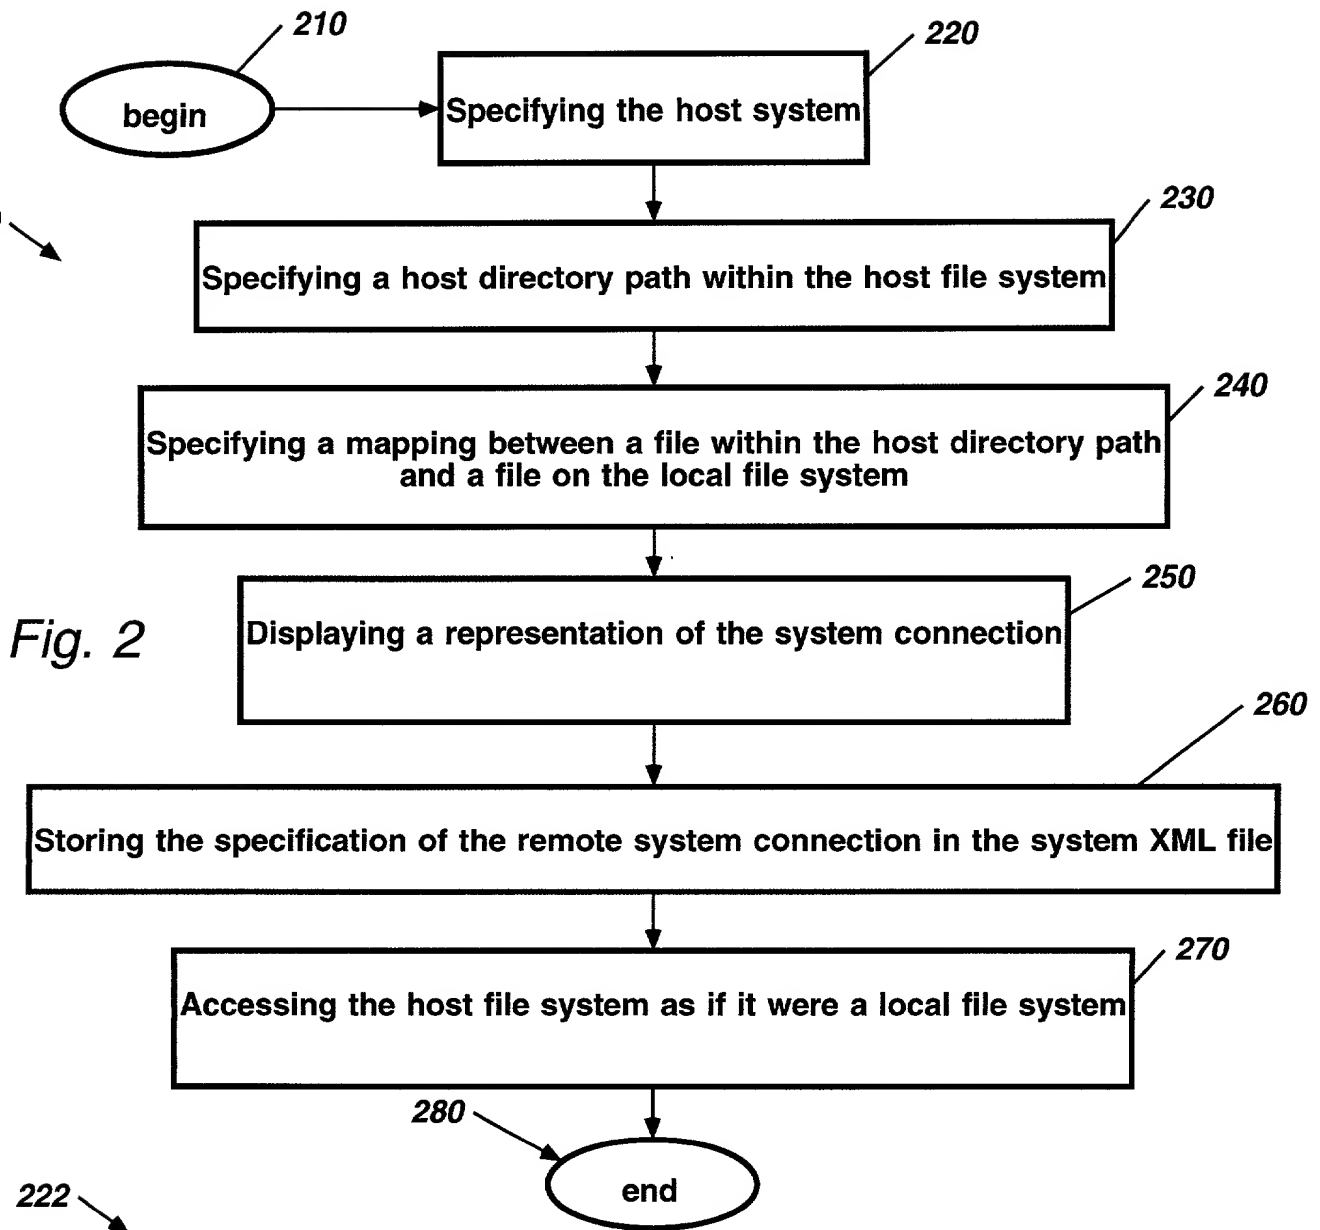 210
begin
220
Specifying the host system
230
Specifying a host directory path within the host file system
240
Specifying a mapping between a file within the host directory path
and a file on the local file system
250
Displaying a representation of the system connection
Fig. 2
260
Storing the specification of the remote system connection in the system XML file
270
Accessing the host file system as if it were a local file system
280
end
222